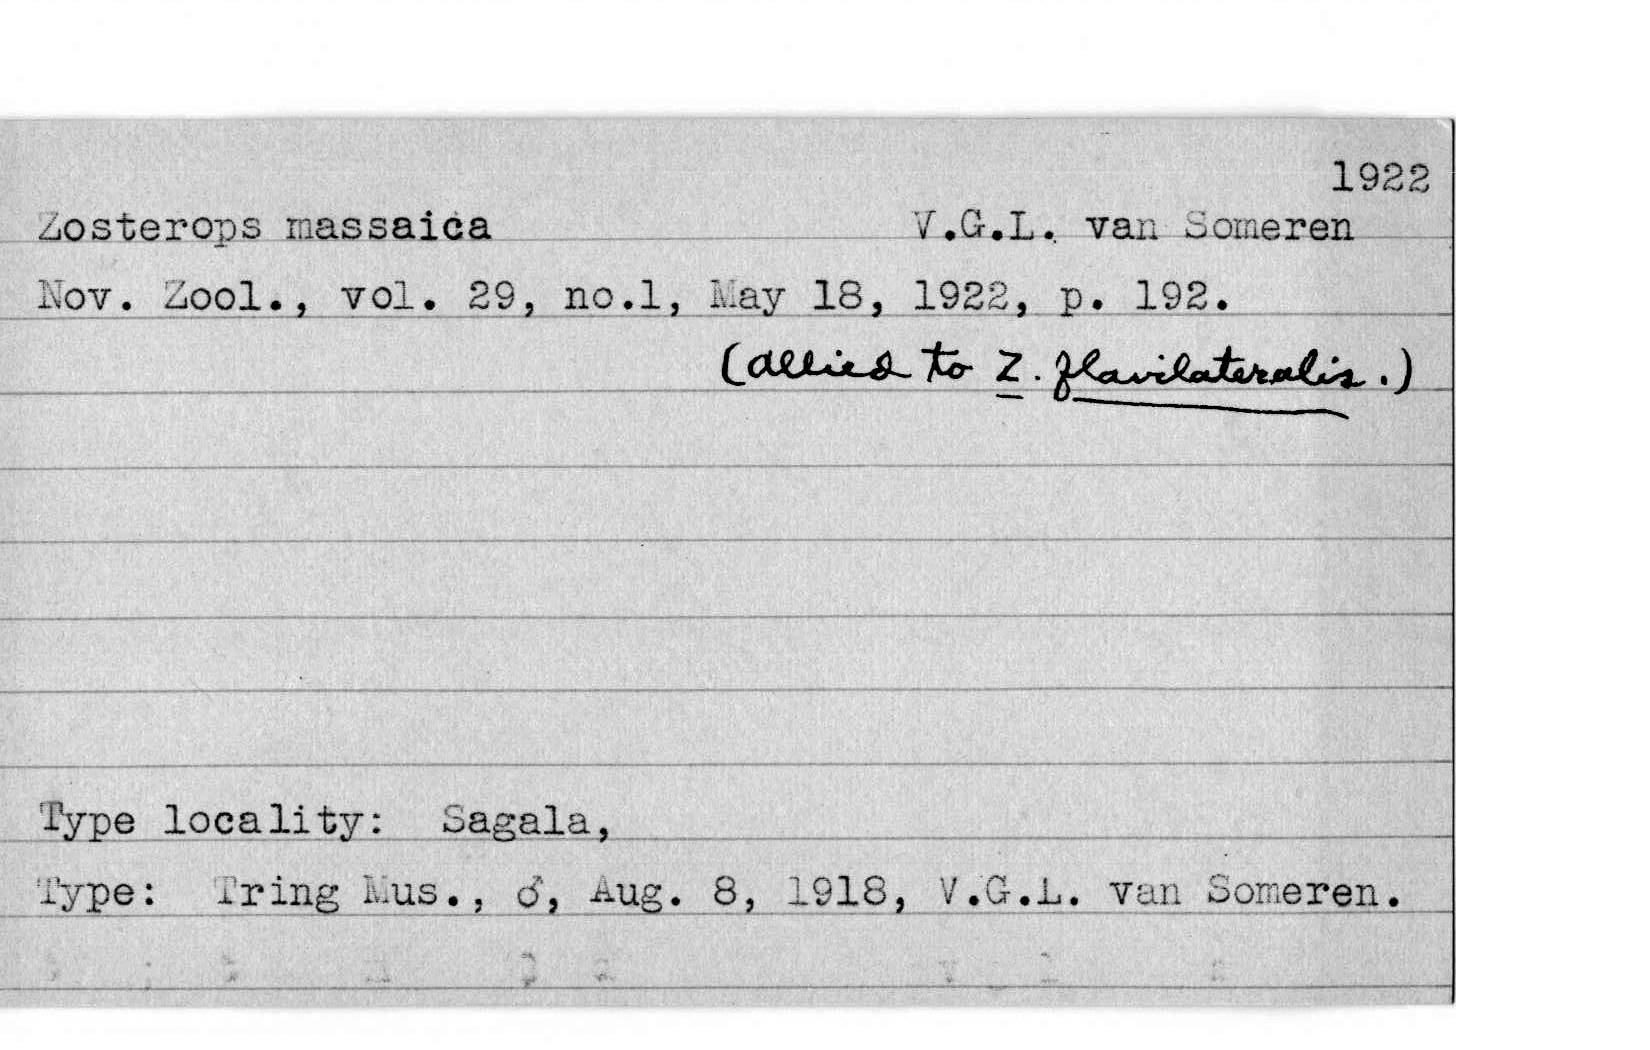 1922
Zosterops massaica V.G.L. van Someren
Nov. Zool., vol. 29, no.1, May 18, 1922, p. 192.
(allied to Z. flavilateralis.)
Type locality: Sagala,
Type: Tring Mus., ♂, Aug. 8, 1918, V.G.L. van Someren.